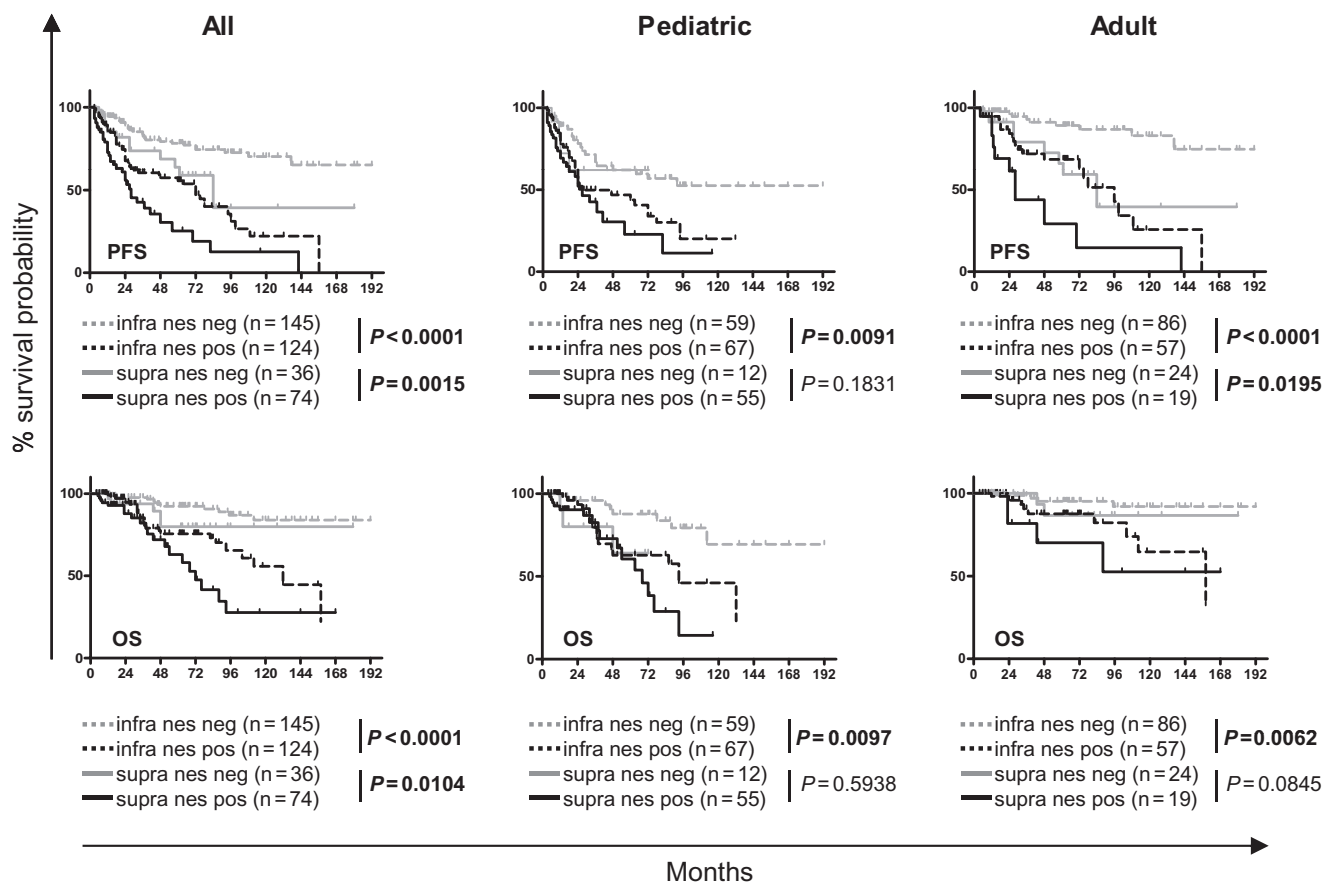 All
Pediatric
Adult
% survival probability
100
50
0
PFS
0 24 48 72 96 120 144 168 192
100
50
0
PFS
0 24 48 72 96 120 144 168 192
100
50
0
PFS
0 24 48 72 96 120 144 168 192
infra nes neg (n=145)
infra nes pos (n=124)
P<0.0001
supra nes neg (n=36)
supra nes pos (n=74)
P=0.0015
infra nes neg (n=59)
infra nes pos (n=67)
P=0.0091
supra nes neg (n=12)
supra nes pos (n=55)
P=0.1831
infra nes neg (n=86)
infra nes pos (n=57)
P<0.0001
supra nes neg (n=24)
supra nes pos (n=19)
P=0.0195
100
50
0
OS
0 24 48 72 96 120 144 168 192
100
50
0
OS
0 24 48 72 96 120 144 168 192
100
50
0
OS
0 24 48 72 96 120 144 168 192
infra nes neg (n=145)
infra nes pos (n=124)
P<0.0001
supra nes neg (n=36)
supra nes pos (n=74)
P=0.0104
infra nes neg (n=59)
infra nes pos (n=67)
P=0.0097
supra nes neg (n=12)
supra nes pos (n=55)
P=0.5938
infra nes neg (n=86)
infra nes pos (n=57)
P=0.0062
supra nes neg (n=24)
supra nes pos (n=19)
P=0.0845
Months